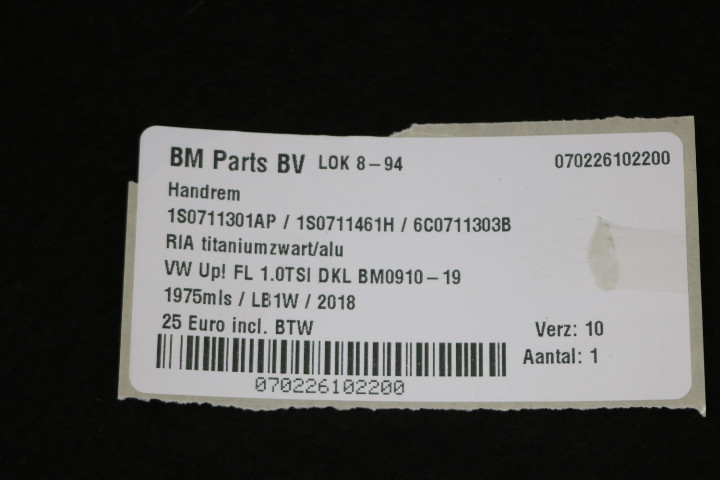 BM Parts BV LOK 8-94 070226102200
Handrem
1S0711301AP / 1S0711461H / 6C0711303B
RIA titaniumzwart/alu
VW Up! FL 1.0TSI DKL BM0910-19
1975mls / LB1W / 2018
25 Euro incl. BTW Verz: 10
Aantal: 1
070226102200